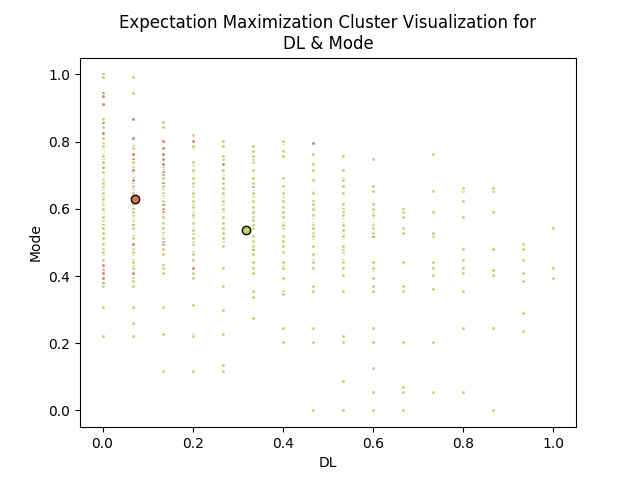 Expectation Maximization Cluster Visualization for
DL & Mode
1.0
0.8
0.6
0.4
0.2
0.0
Mode
0.0 0.2 0.4 0.6 0.8 1.0
DL